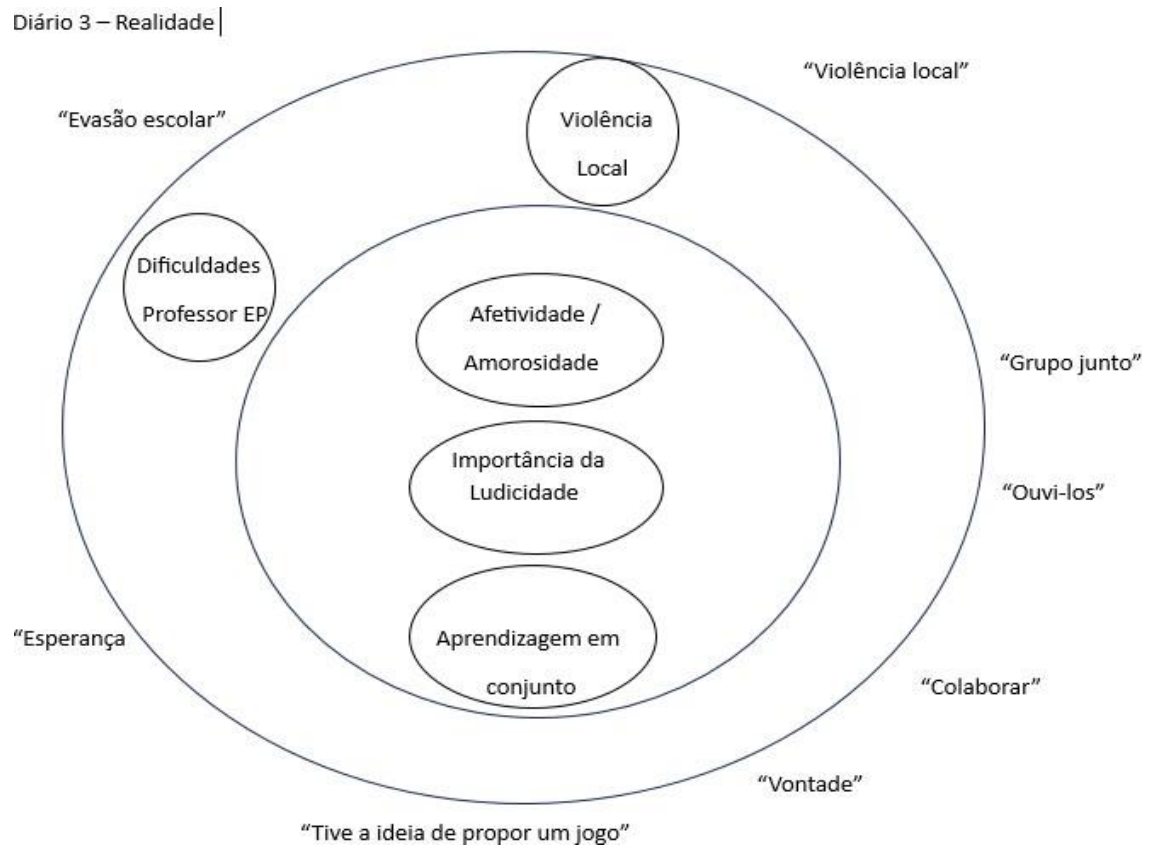 Diário 3 – Realidade
“Violência local”
“Evasão escolar”
Violência
Local
Dificuldades
Professor EP
Afetividade /
Amorosidade
“Grupo junto”
Importância da
Ludicidade
“Ouvi-los”
“Esperança
Aprendizagem em
conjunto
“Colaborar”
“Vontade”
“Tive a ideia de propor um jogo”